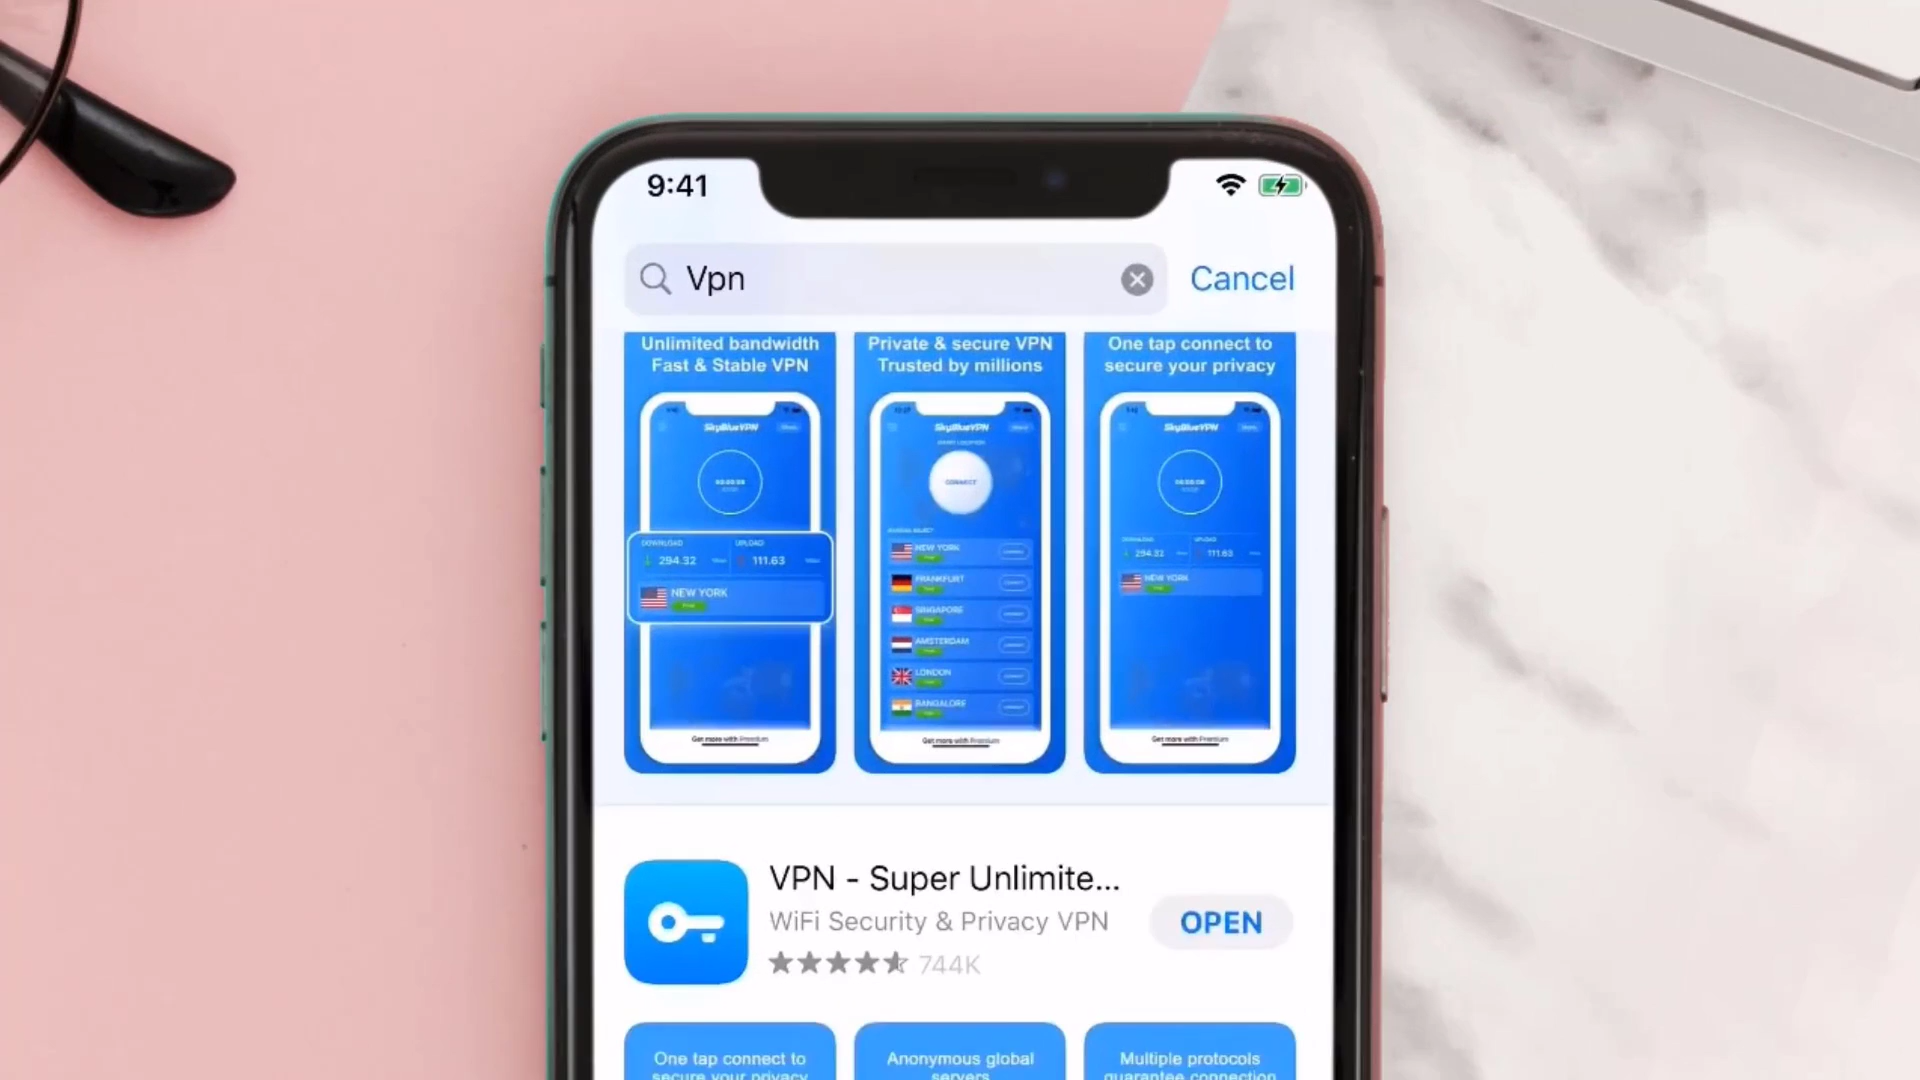 9:41
Vpn
Cancel
Unlimited bandwidth
Fast & Stable VPN
Private & secure VPN
Trusted by millions
One tap connect to
secure your privacy
SkyBlueVPN
SkyBlueVPN
SkyBlueVPN
CONNECT
DOWNLOAD
UPLOAD
294.32
111.63
NEW YORK
NEW YORK
FRANKFURT
SINGAPORE
AMSTERDAM
LONDON
BANGALORE
DOWNLOAD
UPLOAD
294.32
111.63
NEW YORK
Get more with Premium
Get more with Premium
Get more with Premium
VPN - Super Unlimite...
WiFi Security & Privacy VPN
744K
OPEN
One tap connect to
secure your privacy
Anonymous global
servers
Multiple protocols
guarantee connection